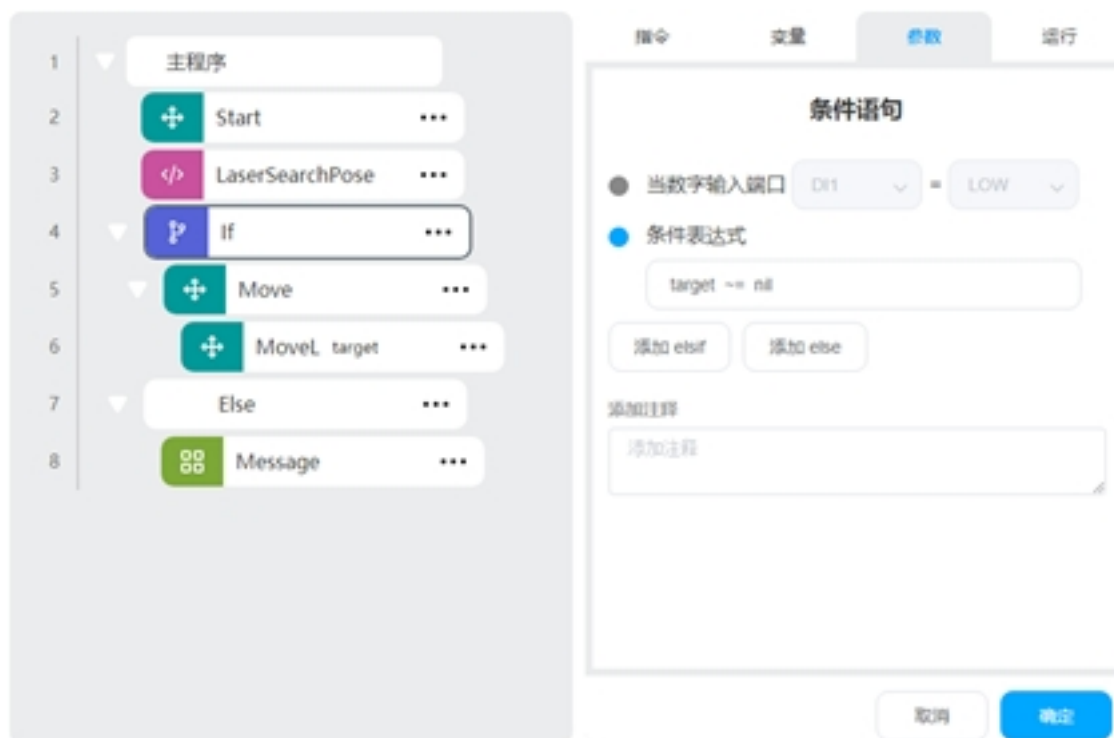 1 主程序
2 Start •••
3 </> LaserSearchPose •••
4 If •••
5 Move •••
6 MoveL target •••
7 Else •••
8 Message •••
指令 变量 参数 运行
条件语句
当数字输入端口 DI1 = LOW
条件表达式
target ~= nil
添加 elsif 添加 else
添加注释
添加注释
取消 确定